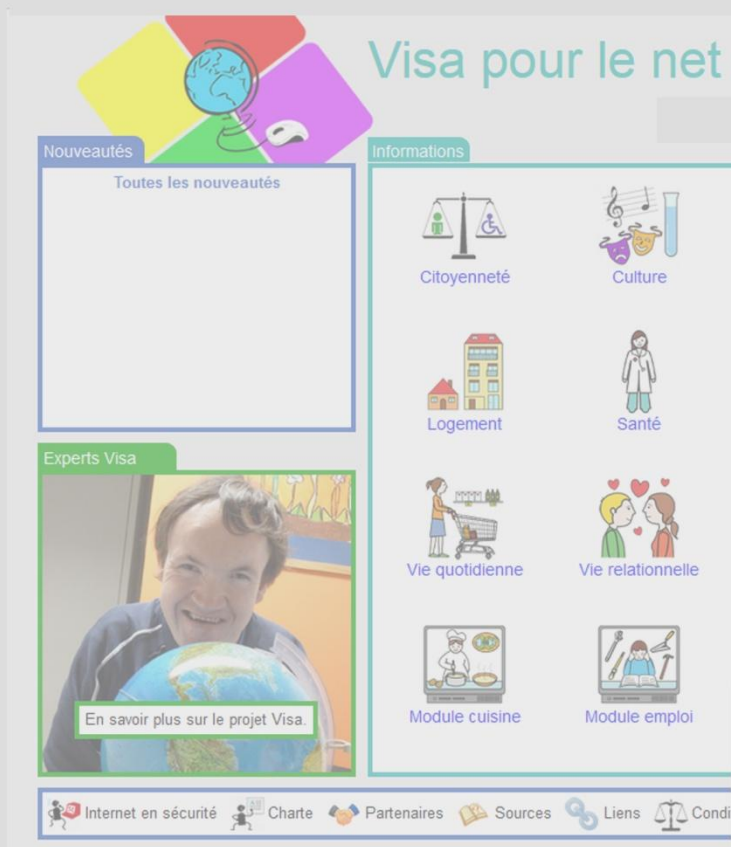 Visa pour le net
Nouveautés
Toutes les nouveautés
Informations
Citoyenneté
Culture
Logement
Santé
Experts Visa
Vie quotidienne
Vie relationnelle
En savoir plus sur le projet Visa.
Module cuisine
Module emploi
Internet en sécurité Charte Partenaires Sources Liens Condi